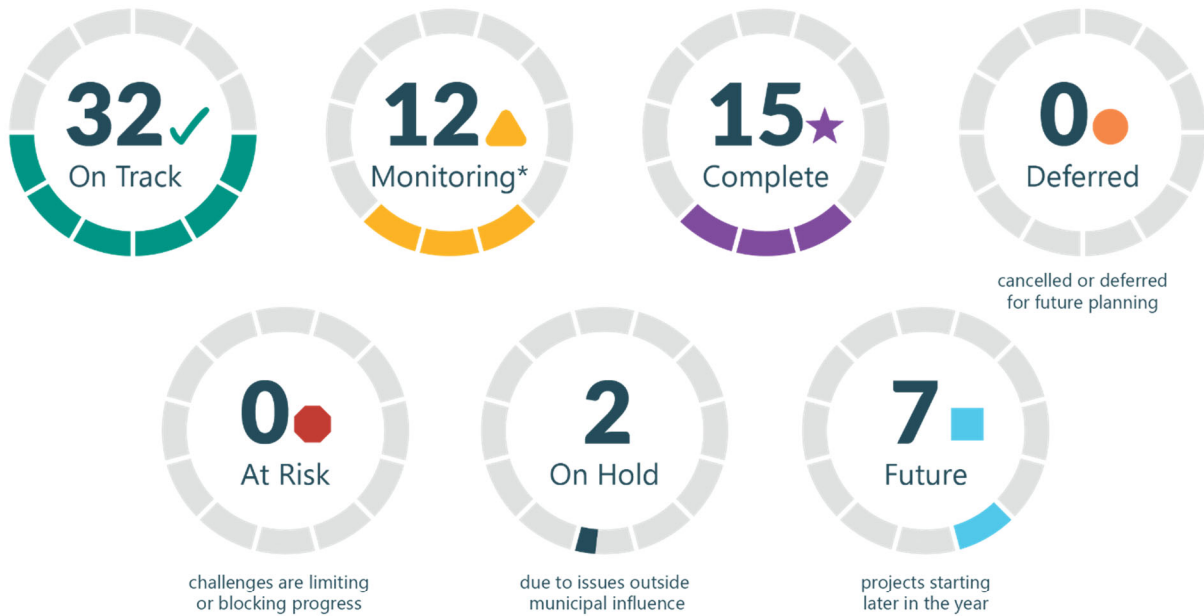 32
On Track
12
Monitoring*
15
Complete
0
Deferred
cancelled or deferred
for future planning
0
At Risk
challenges are limiting
or blocking progress
2
On Hold
due to issues outside
municipal influence
7
Future
projects starting
later in the year